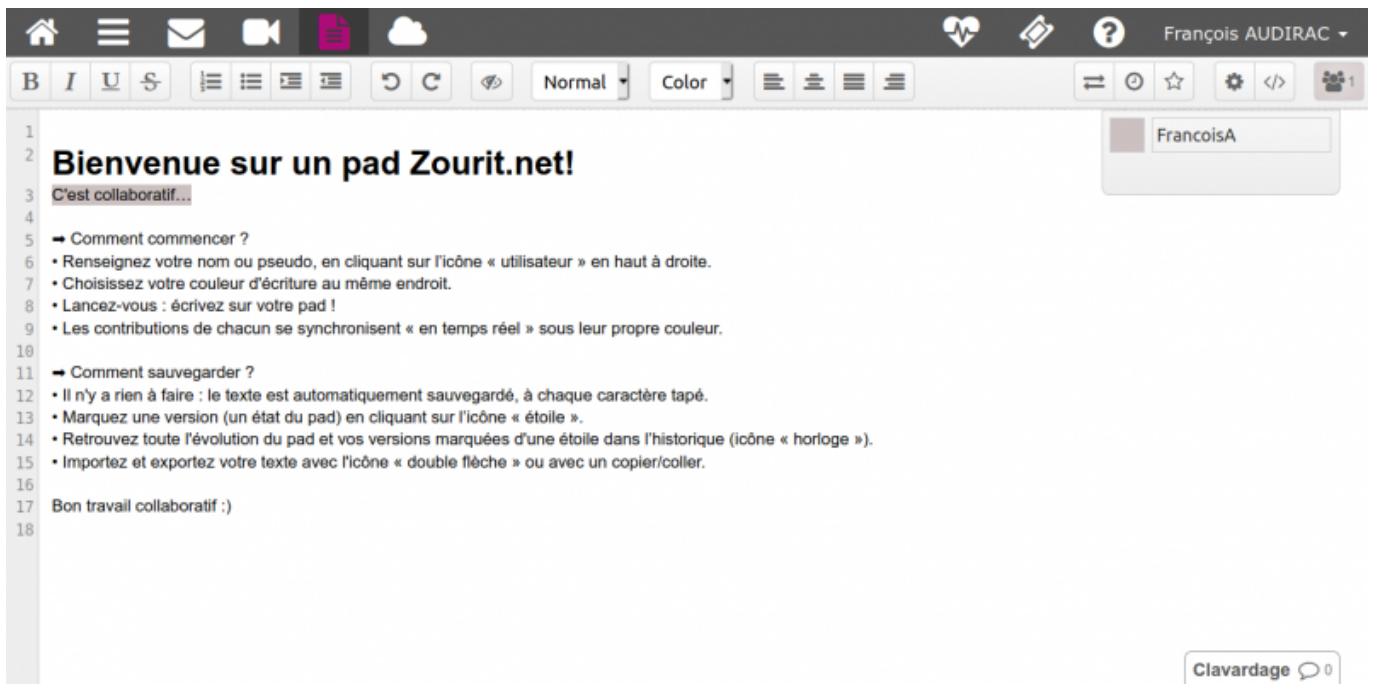 François AUDIRAC
B I U S Normal Color 1
FrancoisA
1
2 Bienvenue sur un pad Zourit.net!
3 C'est collaboratif…
4
5 ➡ Comment commencer ?
6 • Renseignez votre nom ou pseudo, en cliquant sur l'icône « utilisateur » en haut à droite.
7 • Choisissez votre couleur d'écriture au même endroit.
8 • Lancez-vous : écrivez sur votre pad !
9 • Les contributions de chacun se synchronisent « en temps réel » sous leur propre couleur.
10
11 ➡ Comment sauvegarder ?
12 • Il n'y a rien à faire : le texte est automatiquement sauvegardé, à chaque caractère tapé.
13 • Marquez une version (un état du pad) en cliquant sur l'icône « étoile ».
14 • Retrouvez toute l'évolution du pad et vos versions marquées d'une étoile dans l'historique (icône « horloge »).
15 • Importez et exportez votre texte avec l'icône « double flèche » ou avec un copier/coller.
16
17 Bon travail collaboratif :)
18
Clavardage 0